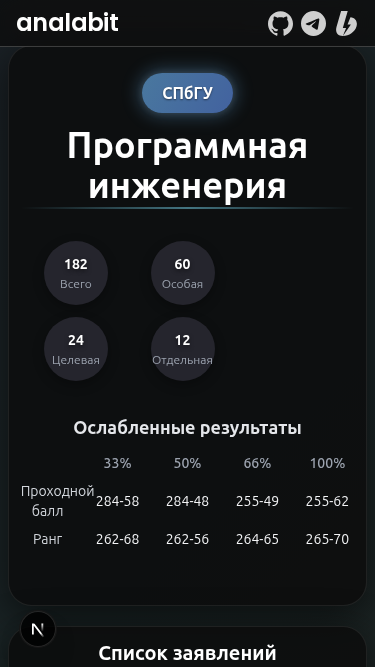 analabit
СПбГУ
Программная
инженерия
182 60
Всего Особая
24 12
Целевая Отдельная
Ослабленные результаты
33% 50% 66% 100%
Проходной балл 284-58 284-48 255-49 255-62
Ранг 262-68 262-56 264-65 265-70
N
Список заявлений